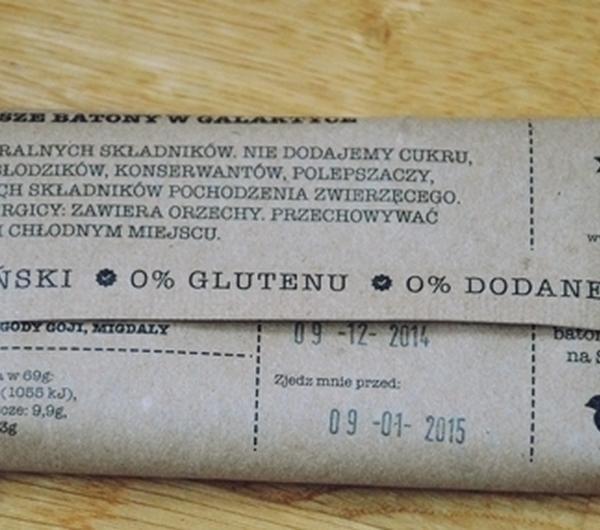 SZE BATONY W GALAKTYCE
RALNYCH SKŁADNIKÓW. NIE DODAJEMY CUKRU,
SŁODZIKÓW, KONSERWANTÓW, POLEPSZACZY,
CH SKŁADNIKÓW POCHODZENIA ZWIERZĘCEGO.
RGICY: ZAWIERA ORZECHY. PRZECHOWYWAĆ
CHŁODNYM MIEJSCU.
ŃSKI 0% GLUTENU 0% DODANE
GODY GOJI, MIGDAŁY
09 -12- 2014
baton
na
w 69g:
(1055 kJ),
cze: 9,9g,
3g
Zjedz mnie przed:
09 -01- 2015